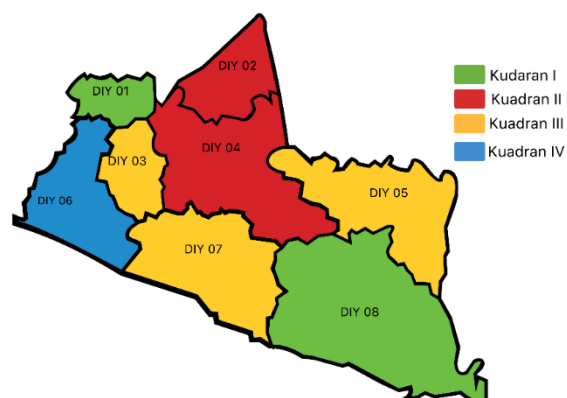 DIY 02
DIY 01
DIY 04
DIY 03
DIY 05
DIY 06
DIY 07
DIY 08
Kudaran I
Kuadran II
Kuadran III
Kuadran IV